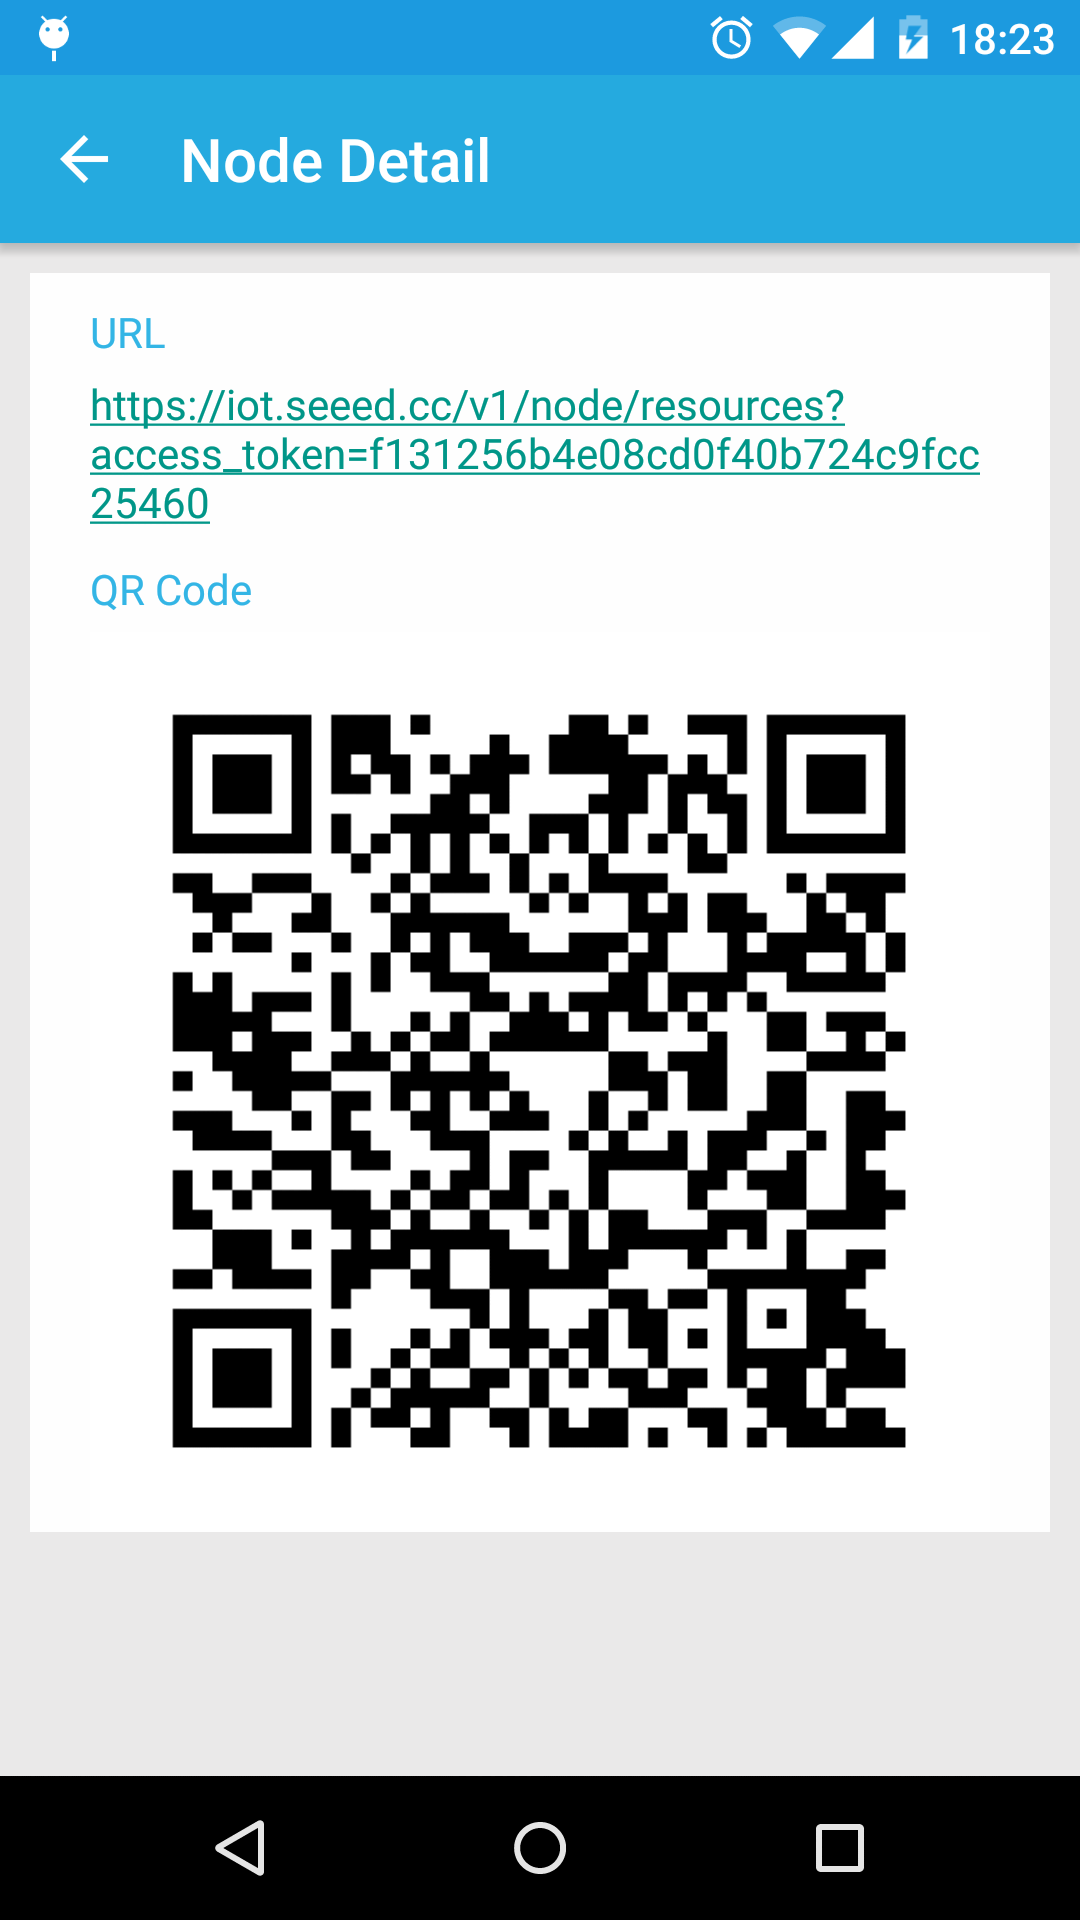 18:23
Node Detail
URL
https://iot.seeed.cc/v1/node/resources?
access_token=f131256b4e08cd0f40b724c9fcc
25460
QR Code